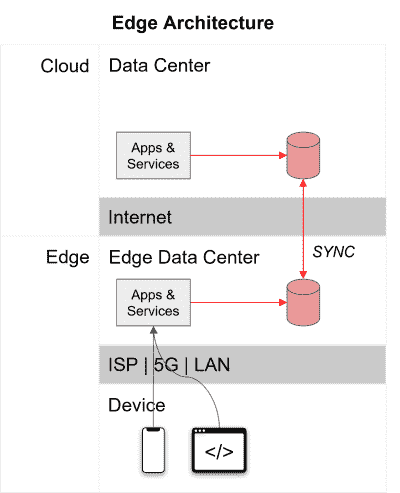 Edge Architecture
Cloud
Data Center
Apps &
Services
Internet
SYNC
Edge
Edge Data Center
Apps &
Services
ISP | 5G | LAN
Device
</>